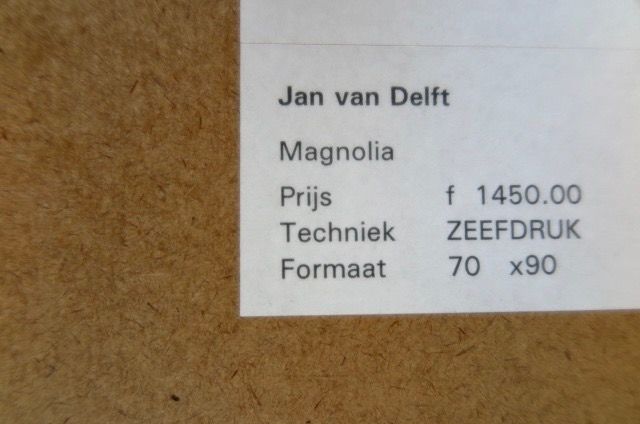 Jan van Delft
Magnolia
Prijs f 1450.00
Techniek ZEEFDRUK
Formaat 70 x90